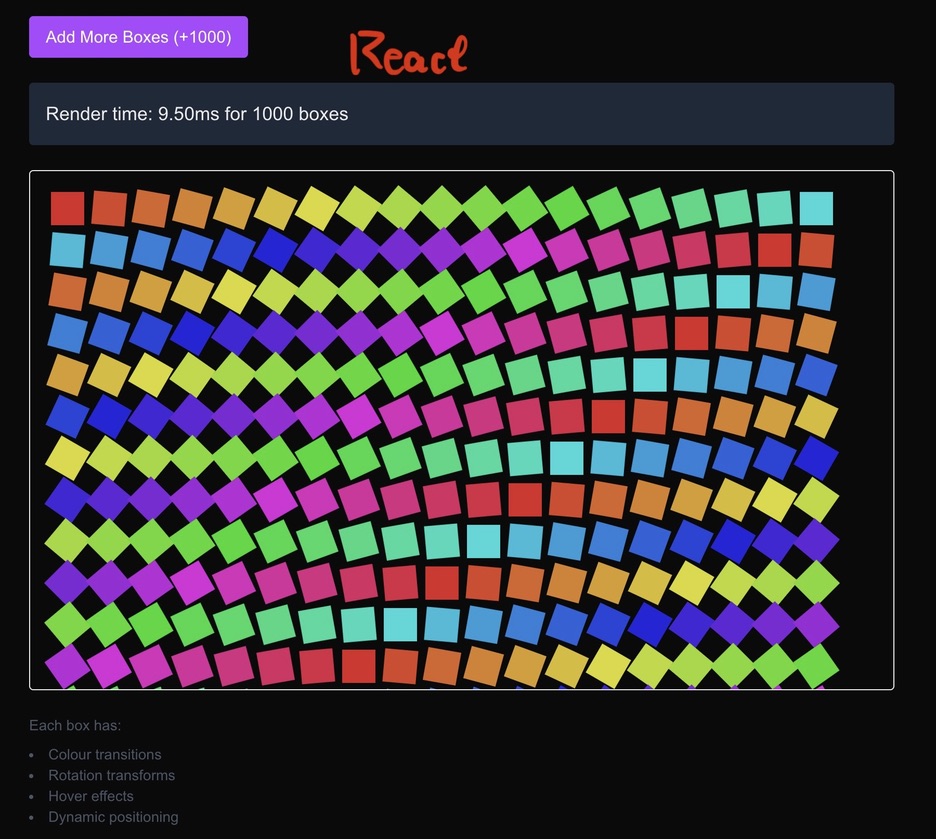 Add More Boxes (+1000)
React
Render time: 9.50ms for 1000 boxes
Each box has:
• Colour transitions
• Rotation transforms
• Hover effects
• Dynamic positioning